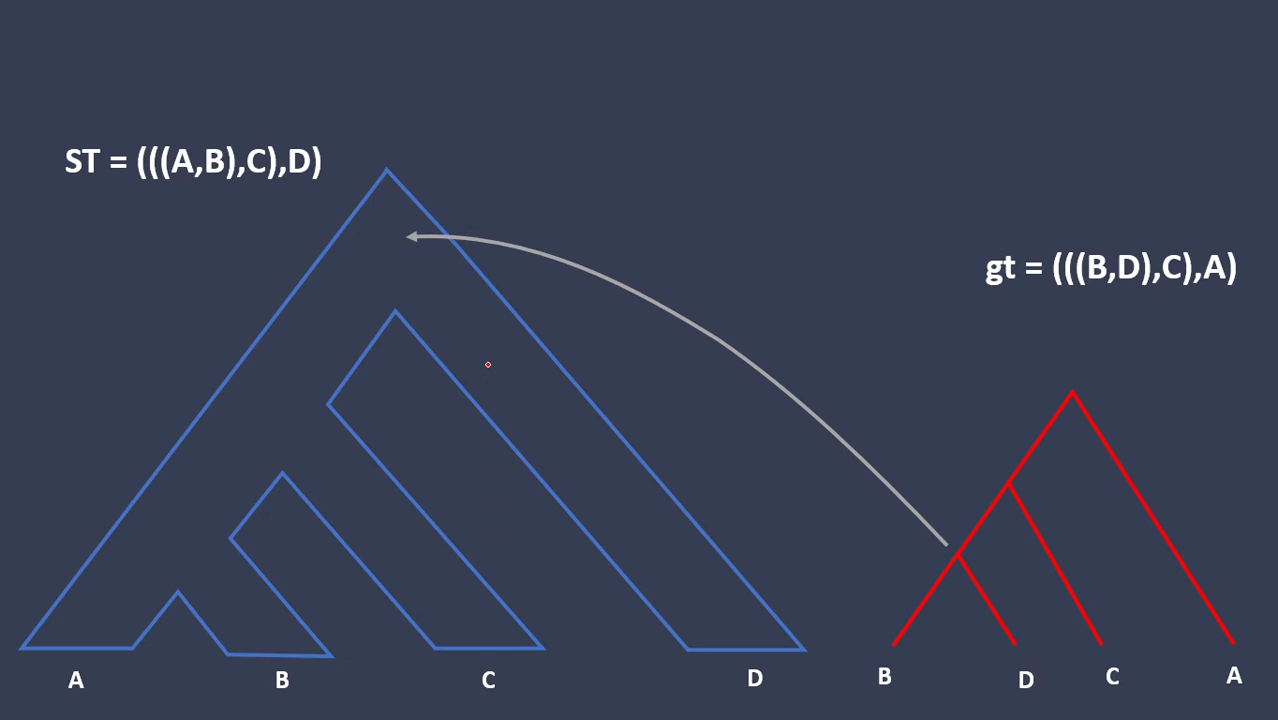 ST = (((A,B),C),D)
gt = (((B,D),C),A)
A B C D
B D C A